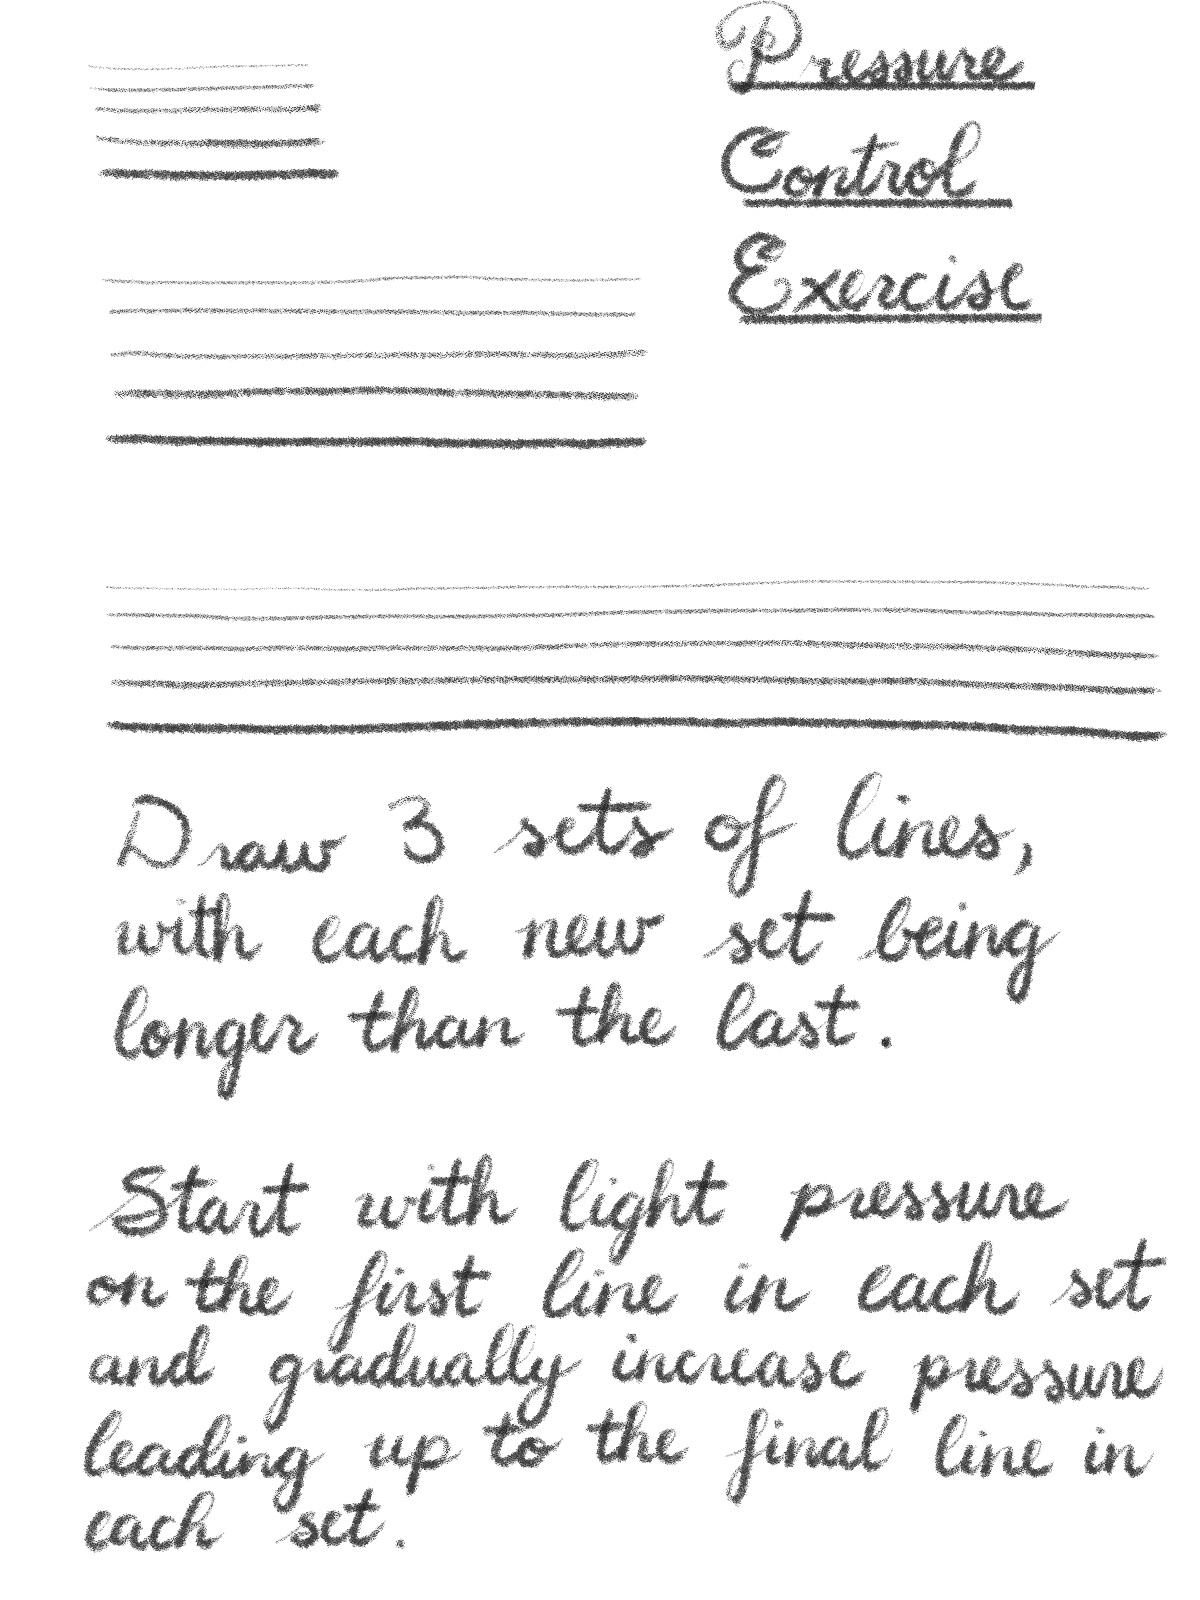 Pressure
Control
Exercise
Draw 3 sets of lines,
with each new set being
longer than the last.
Start with light pressure
on the first line in each set
and gradually increase pressure
leading up to the final line in
each set.